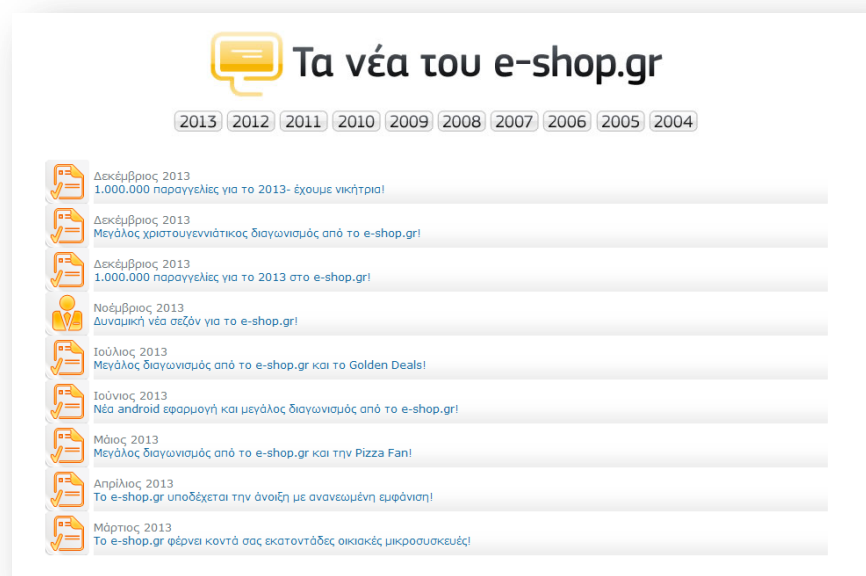 Τα νέα του e-shop.gr
2013 2012 2011 2010 2009 2008 2007 2006 2005 2004
Δεκέμβριος 2013
1.000.000 παραγγελίες για το 2013- έχουμε νικήτρια!
Δεκέμβριος 2013
Μεγάλος χριστουγεννιάτικος διαγωνισμός από το e-shop.gr!
Δεκέμβριος 2013
1.000.000 παραγγελίες για το 2013 στο e-shop.gr!
Νοέμβριος 2013
Δυναμική νέα σεζόν για το e-shop.gr!
Ιούλιος 2013
Μεγάλος διαγωνισμός από το e-shop.gr και το Golden Deals!
Ιούνιος 2013
Νέα android εφαρμογή και μεγάλος διαγωνισμός από το e-shop.gr!
Μάιος 2013
Μεγάλος διαγωνισμός από το e-shop.gr και την Pizza Fan!
Απρίλιος 2013
Το e-shop.gr υποδέχεται την άνοιξη με ανανεωμένη εμφάνιση!
Μάρτιος 2013
Το e-shop.gr φέρνει κοντά σας εκατοντάδες οικιακές μικροσυσκευές!